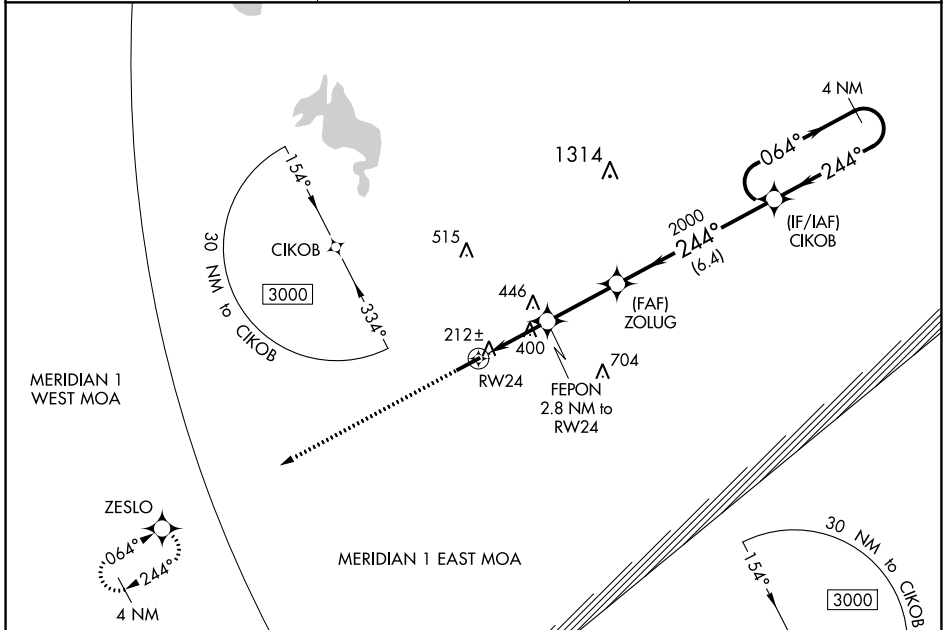 4 NM
064°
244°
1314
(IF/IAF)
CIKOB
2000
244°
(6.4)
154°
CIKOB
30 NM to CIKOB
3000
334°
515
446
(FAF)
ZOLUG
212±
400
RW24
704
FEPON
2.8 NM to
RW24
MERIDIAN 1
WEST MOA
ZESLO
064°
244°
4 NM
MERIDIAN 1 EAST MOA
30 NM to CIKOB
154°
3000